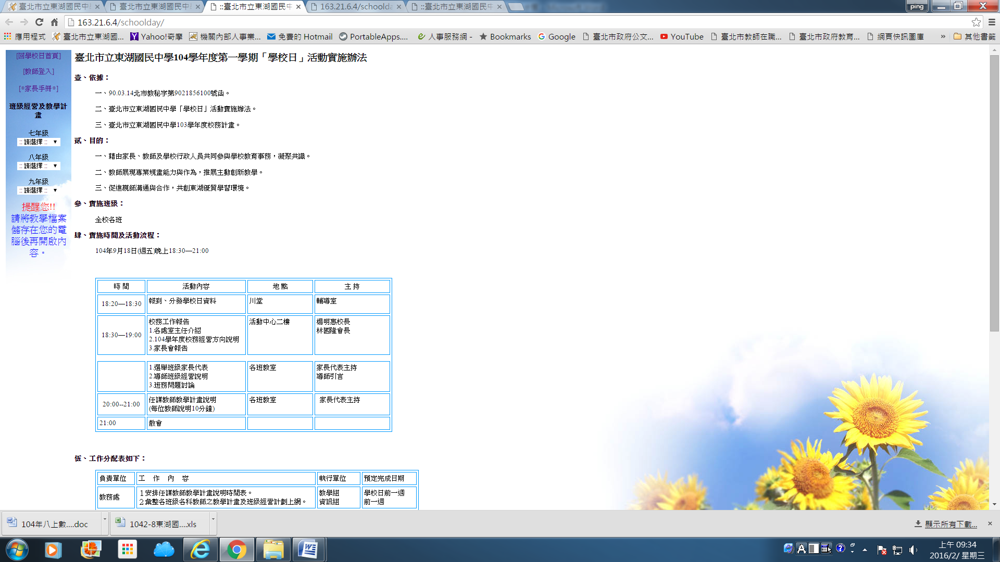 臺北市立東湖國民中
臺北市立東湖國民中
::臺北市立東湖國民中
163.21.6.4/schoolda
::臺北市立東湖國民中
ping
163.21.6.4/schoolday/
應用程式
臺北市立東湖國...
Yahoo!奇摩
機關內部人事業...
免費的 Hotmail
PortableApps....
人事服務網 -
Bookmarks
Google
臺北市政府公文...
YouTube
臺北市教師在職...
臺北市政府教育...
網頁快訊圖庫
»
其他書籤
[回學校日首頁]
[教師登入]
[◎家長手冊◎]
班級經營及教學計
畫
七年級
:: 請選擇 ::
八年級
:: 請選擇 ::
九年級
:: 請選擇 ::
提醒您!!
請將教學檔案
儲存在您的電
腦後再開啟內
容。
臺北市立東湖國民中學104學年度第一學期「學校日」活動實施辦法
壹、依據：
一、90.03.14北市教秘字第9021856100號函。
二、臺北市立東湖國民中學「學校日」活動實施辦法。
三、臺北市立東湖國民中學103學年度校務計畫。
貳、目的：
一、藉由家長、教師及學校行政人員共同參與學校教育事務，凝聚共識。
二、教師展現專業規畫能力與作為，推展主動創新教學。
三、促進親師溝通與合作，共創東湖優質學習環境。
參、實施班級：
全校各班
肆、實施時間及活動流程：
104年9月18日(週五)晚上18:30—21:00
時 間 活動內容 地 點 主 持
18:20—18:30 報到、分發學校日資料 川堂 輔導室
18:30—19:00 校務工作報告 活動中心二樓 楊明惠校長
1.各處室主任介紹 林國隆會長
2.104學年度校務經營方向說明
3.家長會報告
1.選舉班級家長代表 各班教室 家長代表主持
2.導師班級經營說明 導師引言
3.班務問題討論
20:00--21:00 任課教師教學計畫說明 各班教室 家長代表主持
(每位教師說明10分鐘)
21:00 散會
伍、工作分配表如下：
負責單位 工 作 內 容 執行單位 預定完成日期
教務處 １安排任課教師教學計畫說明時間表。 教學組 學校日前一週
２彙整各班級各科教師之教學計畫及班級經營計劃上網。 資訊組 前一週
104年八上數....doc
1042-8東湖國....xls
顯示所有下載...
上午 09:34
2016/2/ 星期三